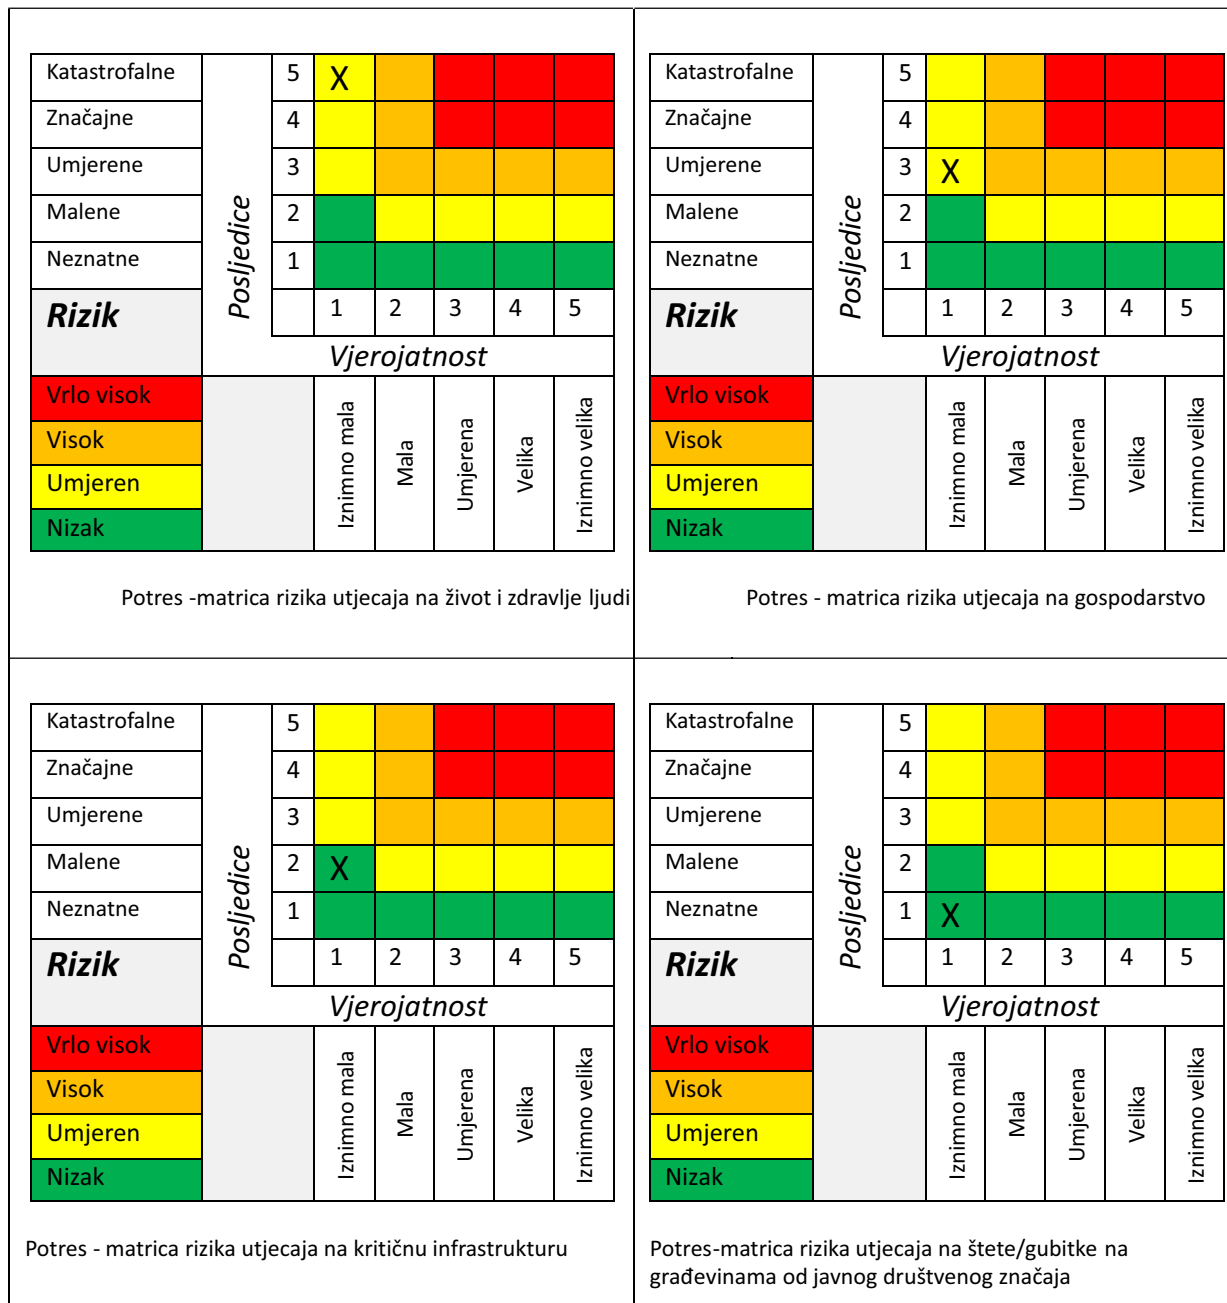 Katastrofalne 5 X
Značajne 4
Umjerene 3
Malene 2
Neznatne 1
Posljedice
Rizik 1 2 3 4 5
Vjerojatnost
Vrlo visok
Visok
Umjeren
Nizak
Iznimno mala
Mala
Umjerena
Velika
Iznimno velika
Potres -matrica rizika utjecaja na život i zdravlje ljudi
Katastrofalne 5
Značajne 4
Umjerene 3 X
Malene 2
Neznatne 1
Posljedice
Rizik 1 2 3 4 5
Vjerojatnost
Vrlo visok
Visok
Umjeren
Nizak
Iznimno mala
Mala
Umjerena
Velika
Iznimno velika
Potres - matrica rizika utjecaja na gospodarstvo
Katastrofalne 5
Značajne 4
Umjerene 3
Malene 2 X
Neznatne 1
Posljedice
Rizik 1 2 3 4 5
Vjerojatnost
Vrlo visok
Visok
Umjeren
Nizak
Iznimno mala
Mala
Umjerena
Velika
Iznimno velika
Potres - matrica rizika utjecaja na kritičnu infrastrukturu
Katastrofalne 5
Značajne 4
Umjerene 3
Malene 2
Neznatne 1 X
Posljedice
Rizik 1 2 3 4 5
Vjerojatnost
Vrlo visok
Visok
Umjeren
Nizak
Iznimno mala
Mala
Umjerena
Velika
Iznimno velika
Potres-matrica rizika utjecaja na štete/gubitke na
građevinama od javnog društvenog značaja